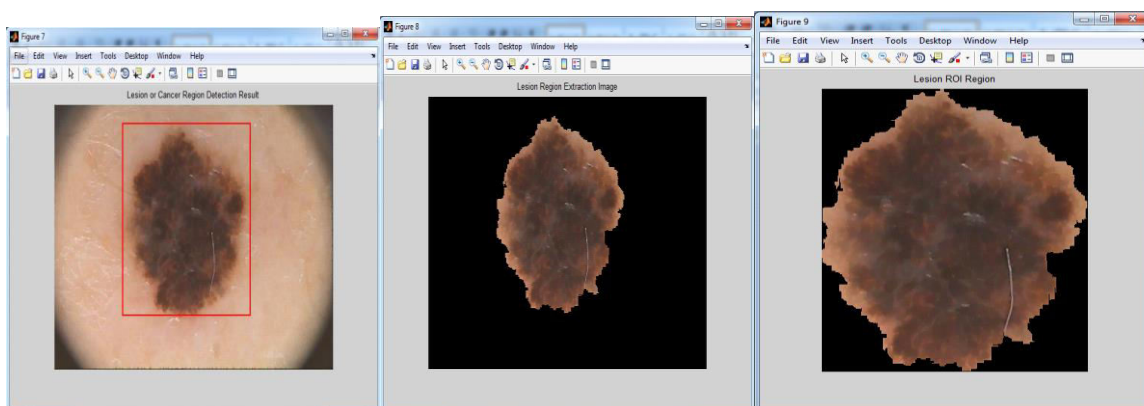 Figure 7
File Edit View Insert Tools Desktop Window Help
Lesion or Cancer Region Detection Result
Figure 8
File Edit View Insert Tools Desktop Window Help
Lesion Region Extraction Image
Figure 9
File Edit View Insert Tools Desktop Window Help
Lesion ROI Region